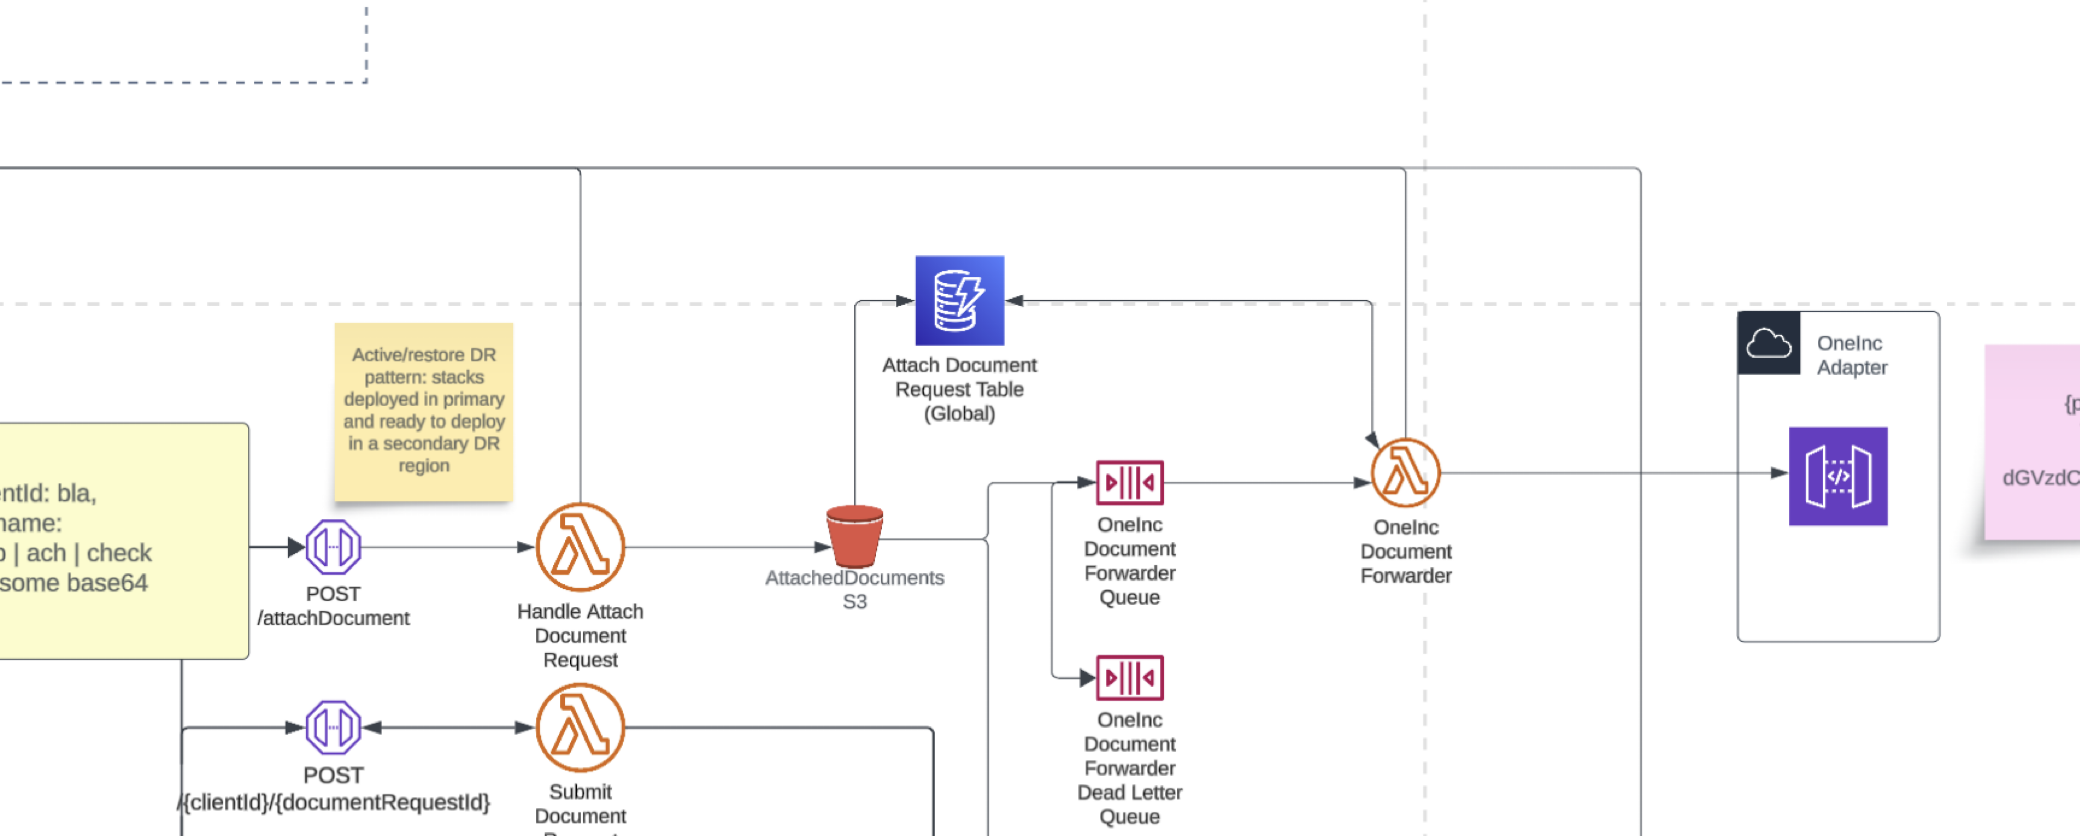 Active/restore DR
pattern: stacks
deployed in primary
and ready to deploy
in a secondary DR
region
entId: bla,
name:
| ach | check
some base64
POST
/attachDocument
Handle Attach
Document
Request
AttachedDocuments
S3
Attach Document
Request Table
(Global)
OneInc
Document
Forwarder
Queue
OneInc
Document
Forwarder
OneInc
Adapter
{p
dGVzdC
OneInc
Document
Forwarder
Dead Letter
Queue
POST
/{clientId}/{documentRequestId}
Submit
Document